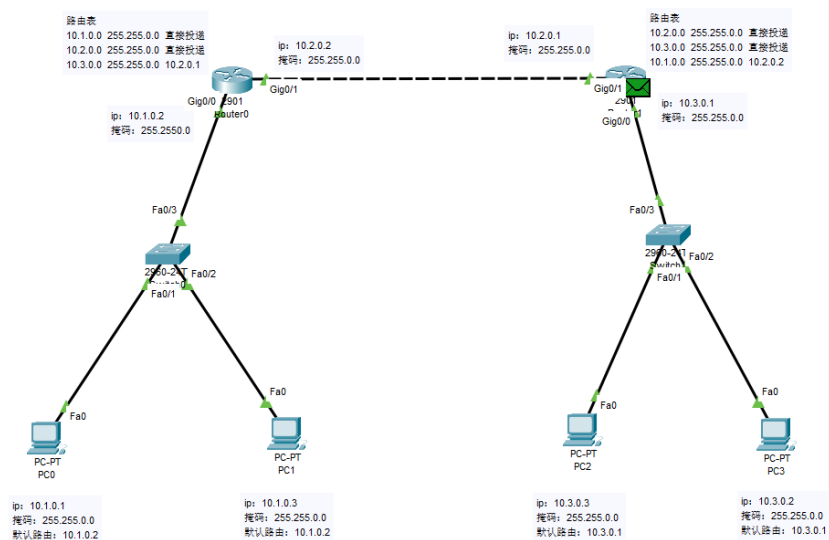 路由表
10.1.0.0 255.255.0.0 直接投递
10.2.0.0 255.255.0.0 直接投递
10.3.0.0 255.255.0.0 10.2.0.1
ip: 10.2.0.2
掩码: 255.255.0.0
ip: 10.2.0.1
掩码: 255.255.0.0
路由表
10.2.0.0 255.255.0.0 直接投递
10.3.0.0 255.255.0.0 直接投递
10.1.0.0 255.255.0.0 10.2.0.2
Gig0/0
2901
Router0
Gig0/1
Gig0/1
Gig0/0
ip: 10.1.0.2
掩码: 255.2550.0
ip: 10.3.0.1
掩码: 255.255.0.0
Fa0/3
2960-24T
Fa0/2
Fa0/1
Fa0/3
Fa0/2
Fa0/1
Fa0
PC-PT
PC0
Fa0
PC-PT
PC1
Fa0
PC-PT
PC2
Fa0
PC-PT
PC3
ip: 10.1.0.1
掩码: 255.255.0.0
默认路由: 10.1.0.2
ip: 10.1.0.3
掩码: 255.255.0.0
默认路由: 10.1.0.2
ip: 10.3.0.3
掩码: 255.255.0.0
默认路由: 10.3.0.1
ip: 10.3.0.2
掩码: 255.255.0.0
默认路由: 10.3.0.1